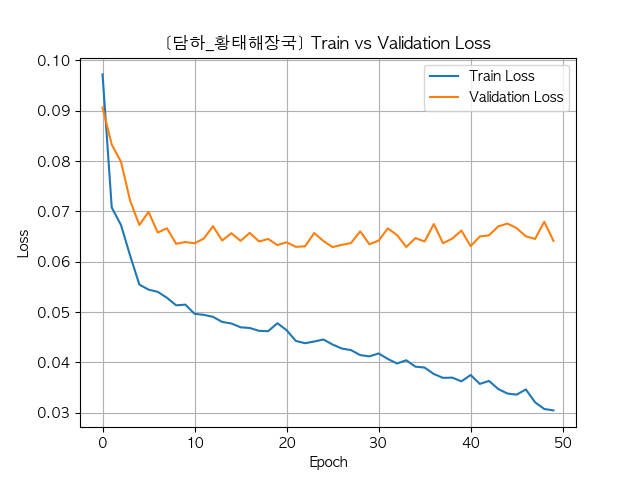 [담하_황태해장국] Train vs Validation Loss
Train Loss
Validation Loss
Loss
0.10
0.09
0.08
0.07
0.06
0.05
0.04
0.03
0
10
20
30
40
50
Epoch